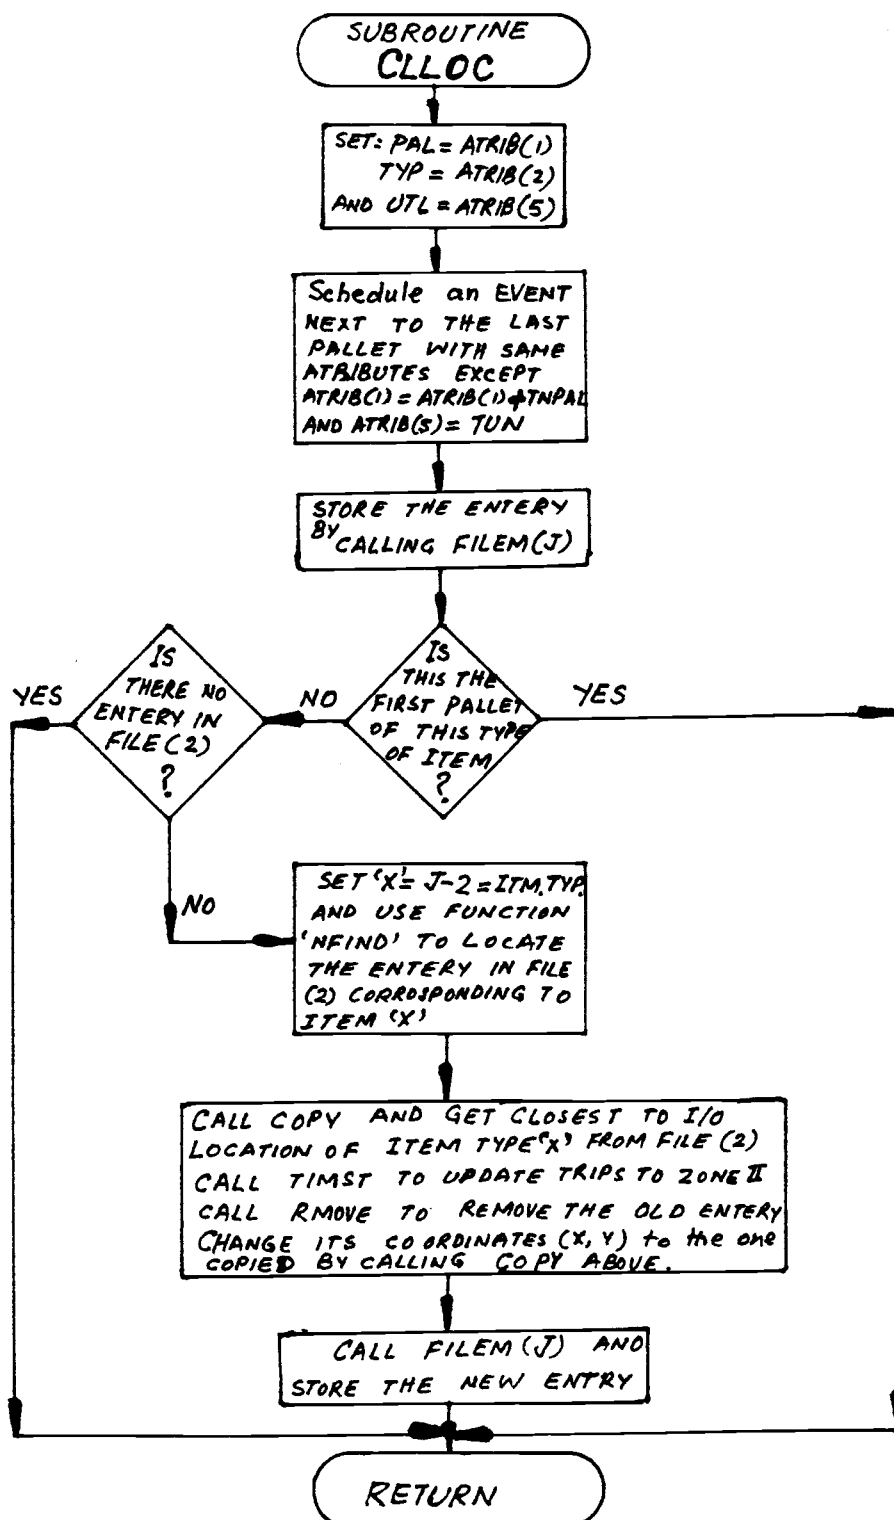 SUBROUTINE
CLLOC
SET: PAL = ATRIB(1)
TYP = ATRIB(2)
AND UTL = ATRIB(5)
Schedule an EVENT
NEXT TO THE LAST
PALLET WITH SAME
ATRIBUTES EXCEPT
ATRIB(1) = ATRIB(1)+TNPAL
AND ATRIB(5) = TUN
STORE THE ENTERY
BY CALLING FILEM(J)
IS
THIS THE
FIRST PALLET
OF THIS TYPE
OF ITEM
?
YES
NO
IS
THERE NO
ENTERY IN
FILE(2)
?
YES
NO
SET 'X' = J-2 = ITM.TYP.
AND USE FUNCTION
'NFIND' TO LOCATE
THE ENTERY IN FILE
(2) CORROSPONDING TO
ITEM 'X'
CALL COPY AND GET CLOSEST TO I/O
LOCATION OF ITEM TYPE 'X' FROM FILE (2)
CALL TIMST TO UPDATE TRIPS TO ZONE II
CALL RMOVE TO REMOVE THE OLD ENTERY
CHANGE ITS COORDINATES (X, Y) to the one
COPIED BY CALLING COPY ABOVE.
CALL FILEM(J) AND
STORE THE NEW ENTRY
RETURN